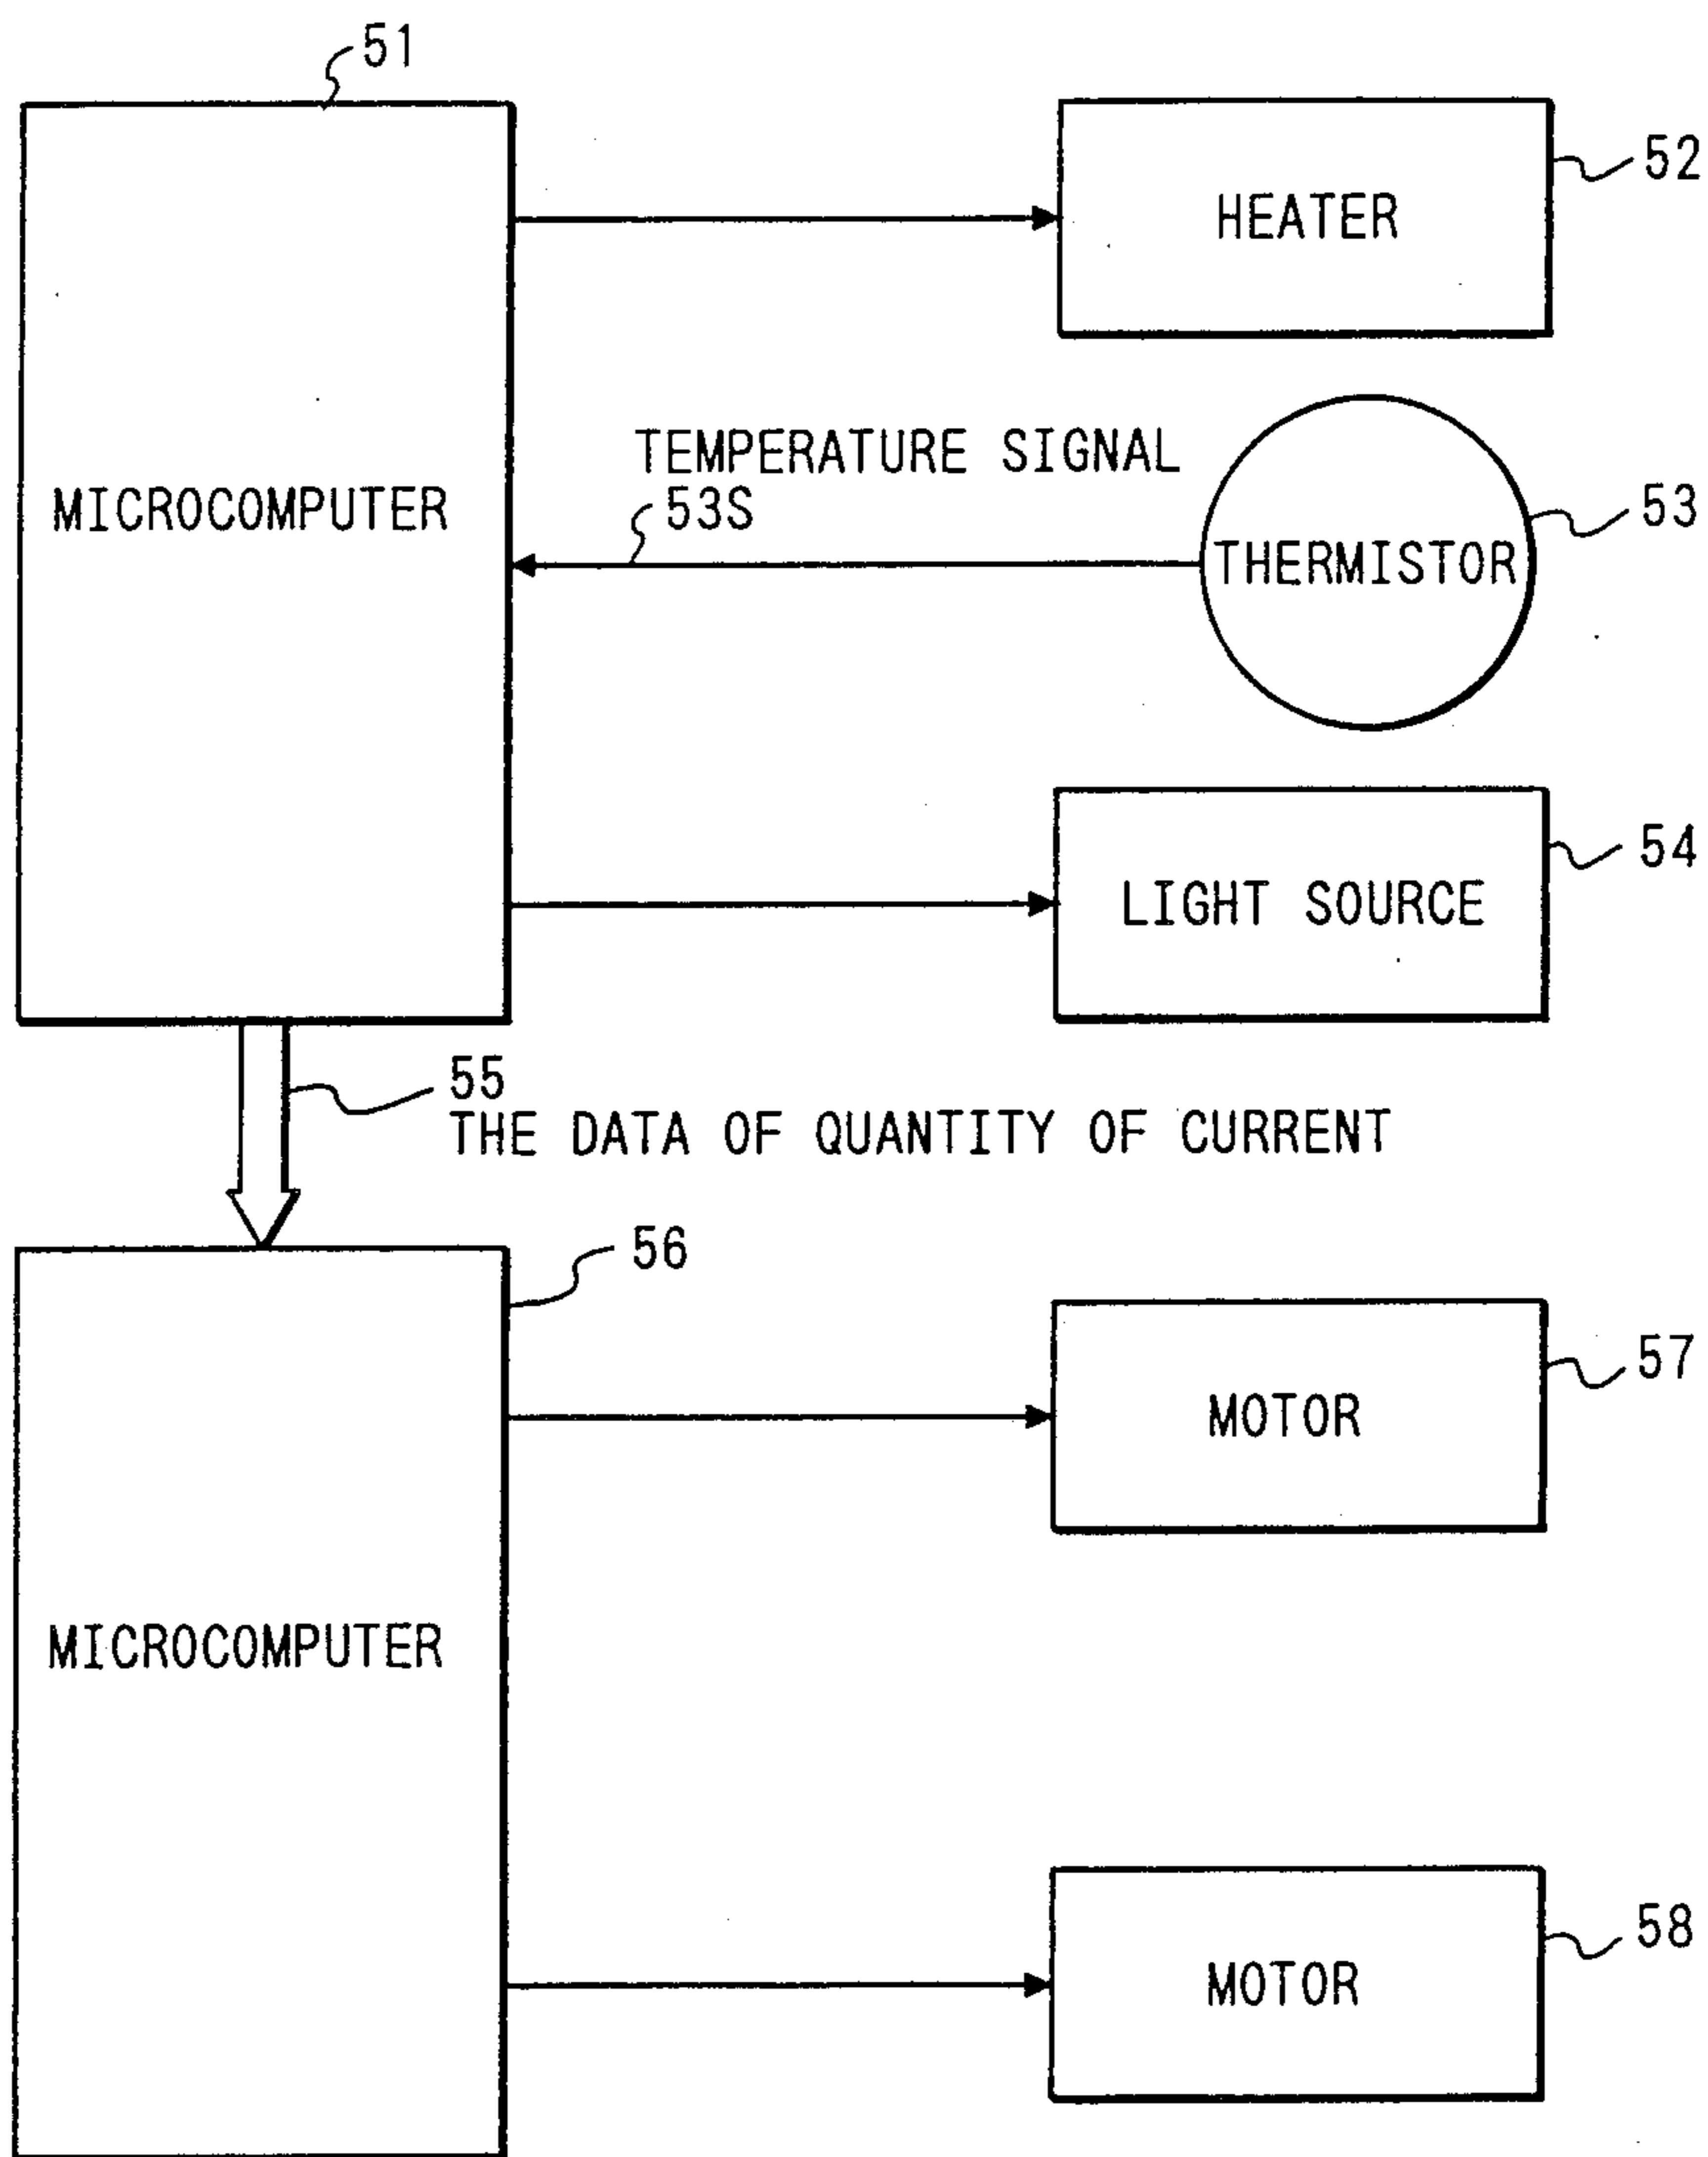 51
52
HEATER
TEMPERATURE SIGNAL
53S
53
MICROCOMPUTER
THERMISTOR
54
LIGHT SOURCE
55
THE DATA OF QUANTITY OF CURRENT
56
57
MOTOR
MICROCOMPUTER
58
MOTOR